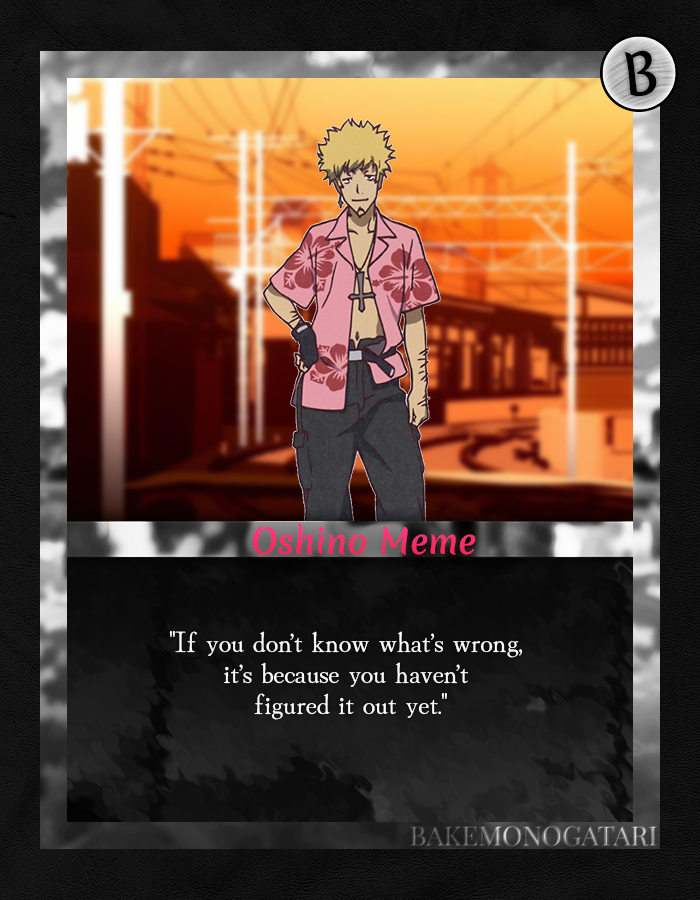 B
Oshino Meme
"If you don't know what's wrong,
it's because you haven't
figured it out yet."
BAKEMONOGATARI